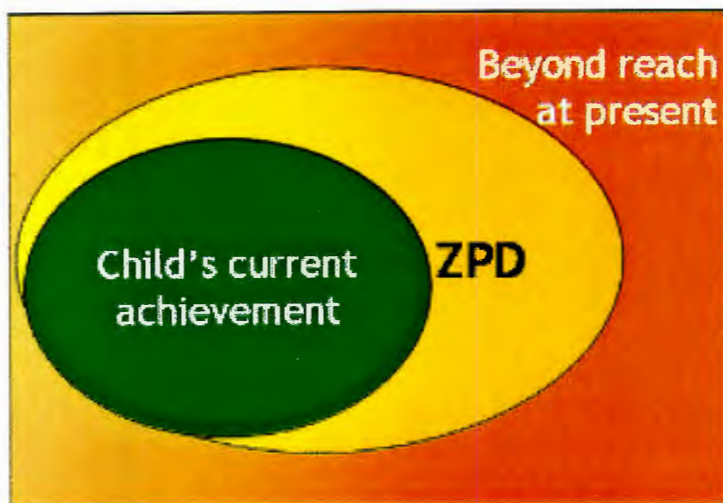 Beyond reach
at present
Child's current
achievement
ZPD